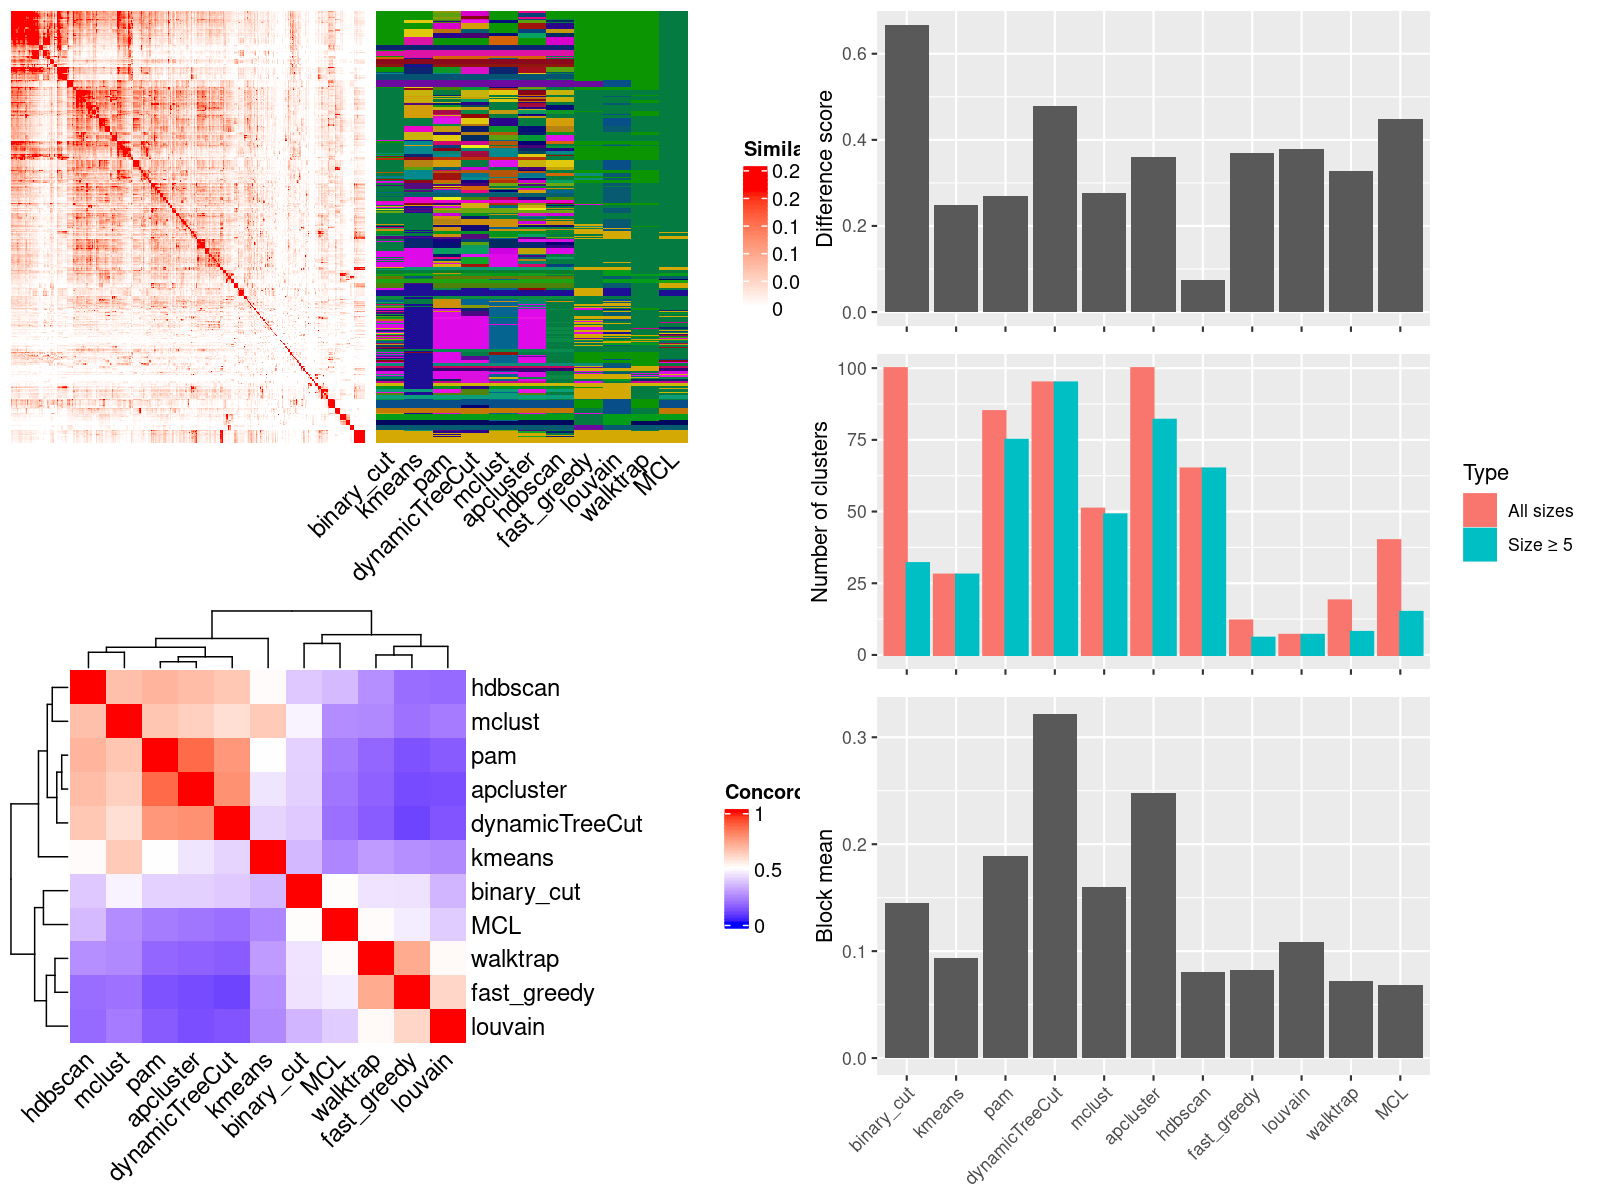 Simila
0.2
0.2
0.1
0.1
0.0
0
binary_cut
kmeans
pam
dynamicTreeCut
mclust
apcluster
hdbscan
fast_greedy
louvain
walktrap
MCL
hdbscan
mclust
pam
apcluster
dynamicTreeCut
kmeans
binary_cut
MCL
walktrap
fast_greedy
louvain
hdbscan
mclust
pam
apcluster
dynamicTreeCut
kmeans
binary_cut
MCL
walktrap
fast_greedy
louvain
Concord
1
0.5
0
Difference score
0.6
0.4
0.2
0.0
Number of clusters
100
75
50
25
0
Type
All sizes
Size ≥ 5
Block mean
0.3
0.2
0.1
0.0
binary_cut
kmeans
pam
dynamicTreeCut
mclust
apcluster
hdbscan
fast_greedy
louvain
walktrap
MCL